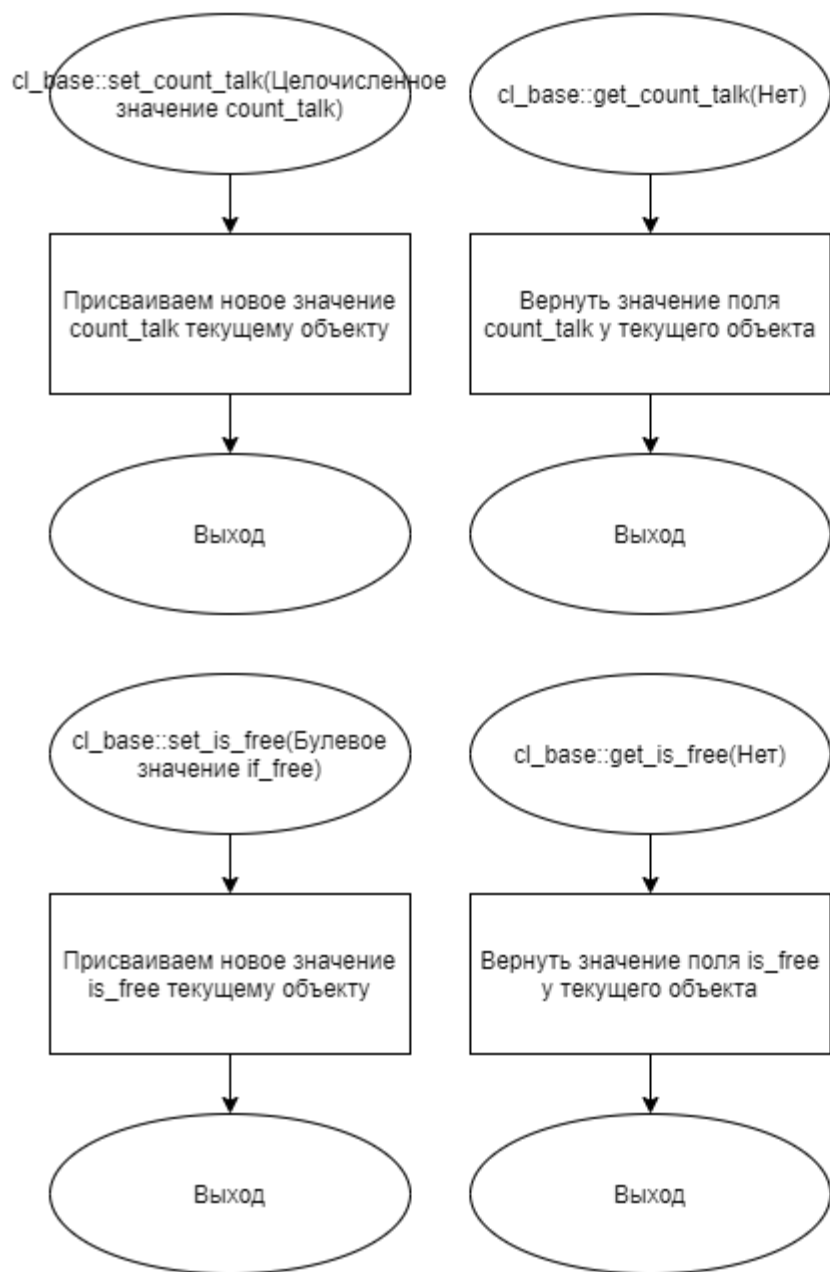 cl_base::set_count_talk(Целочисленное
значение count_talk)
cl_base::get_count_talk(Нет)
Присваиваем новое значение
count_talk текущему объекту
Вернуть значение поля
count_talk у текущего объекта
Выход
Выход
cl_base::set_is_free(Булевое
значение if_free)
cl_base::get_is_free(Нет)
Присваиваем новое значение
is_free текущему объекту
Вернуть значение поля is_free
у текущего объекта
Выход
Выход